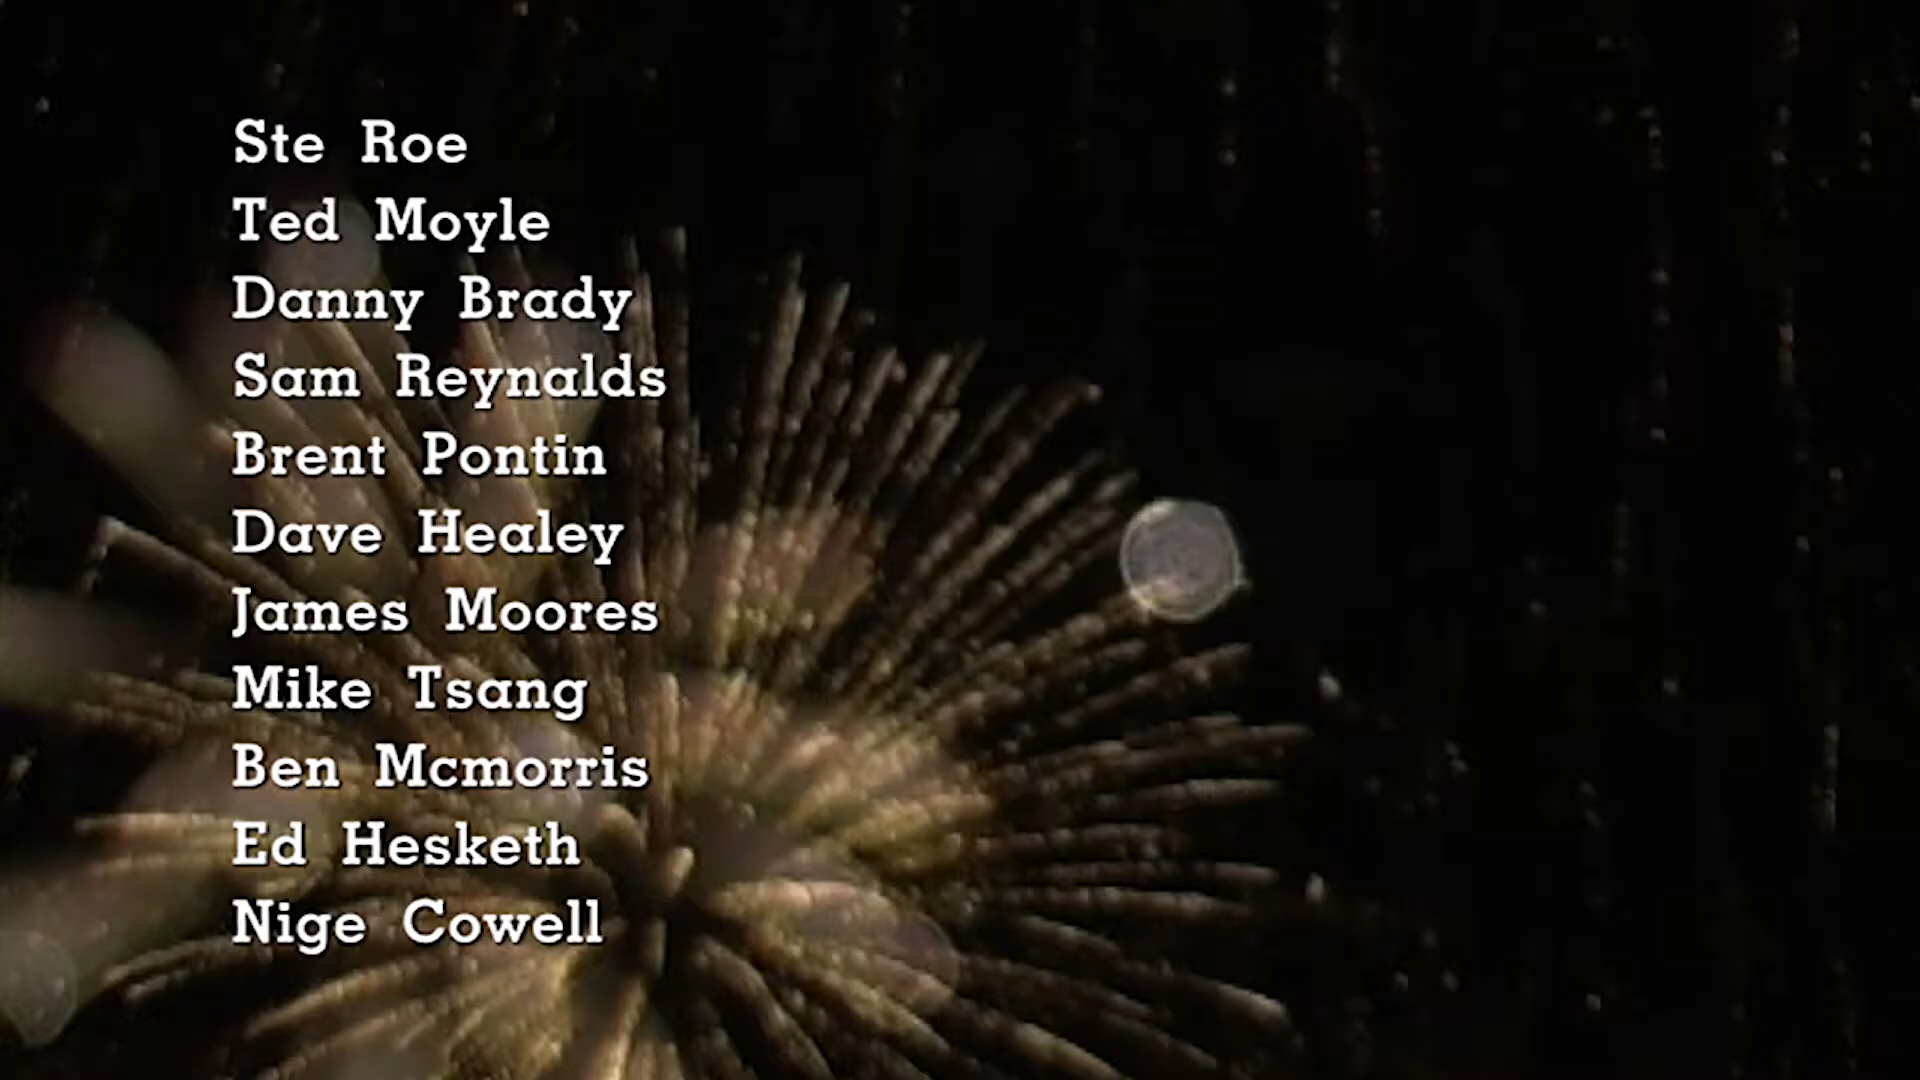 Ste Roe
Ted Moyle
Danny Brady
Sam Reynalds
Brent Pontin
Dave Healey
James Moores
Mike Tsang
Ben Mcmorris
Ed Hesketh
Nige Cowell